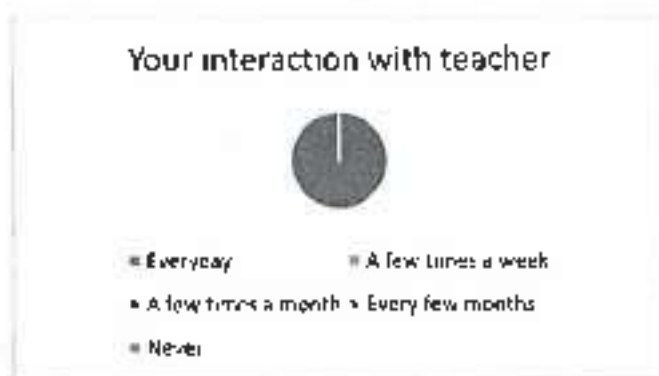 Your interaction with teacher
Everyday A few times a week
A few times a month Every few months
Never